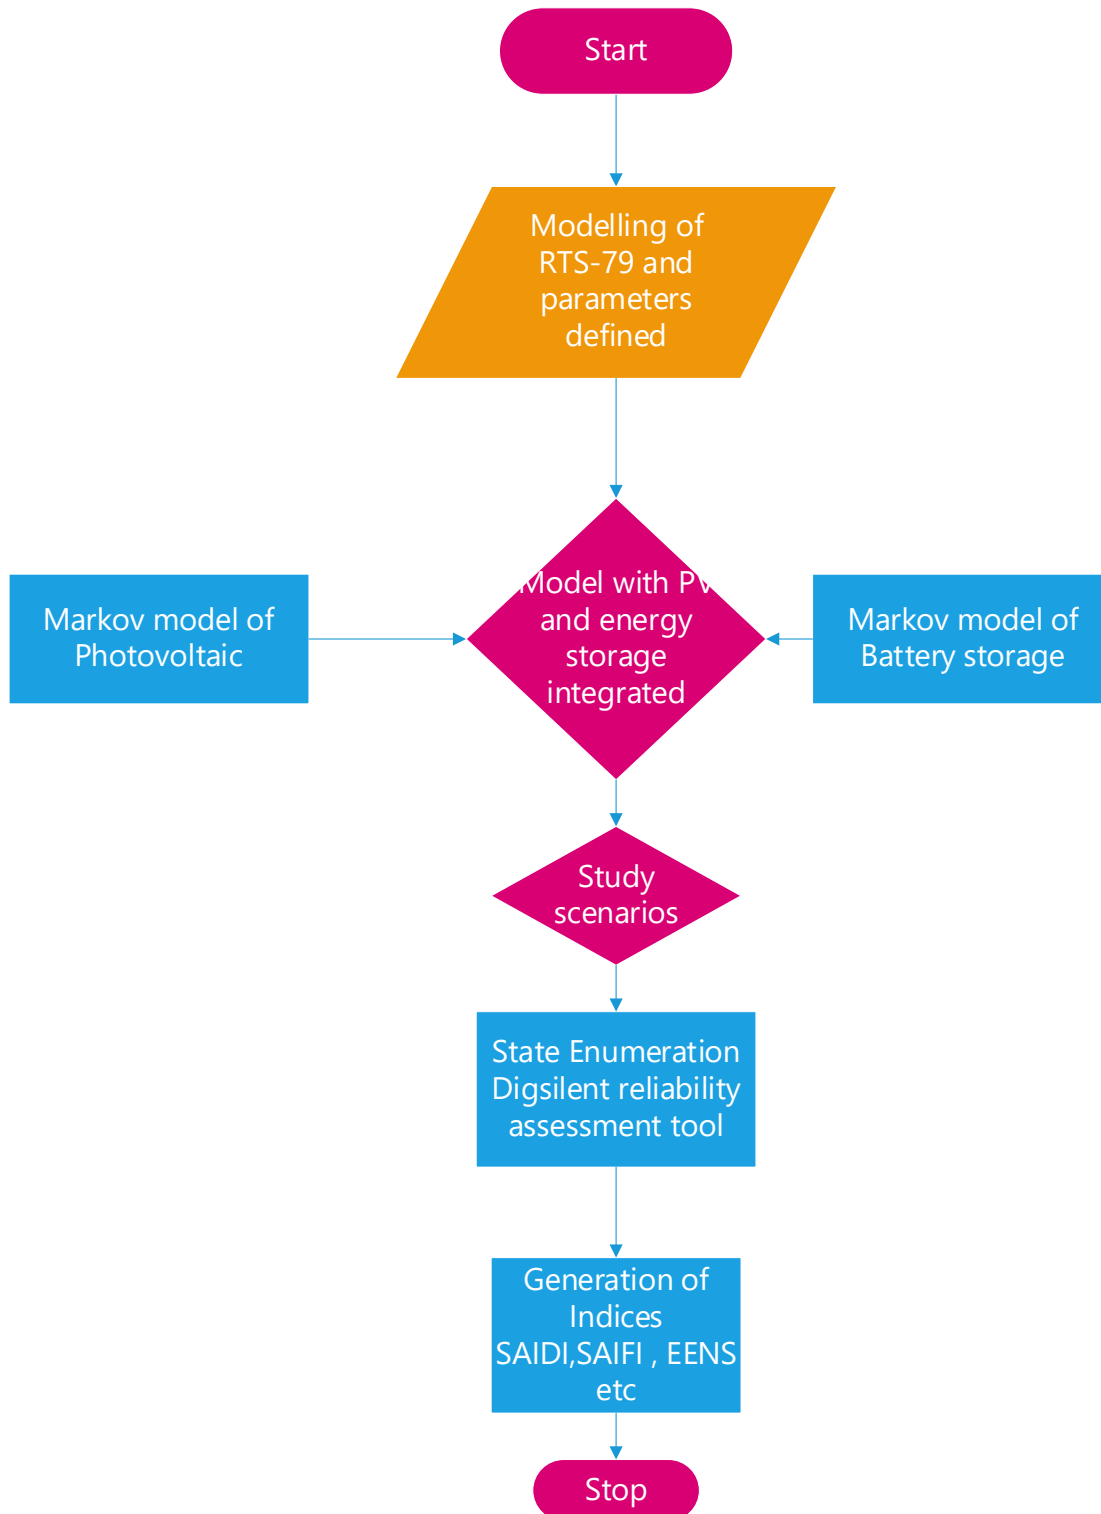 Start
Modelling of
RTS-79 and
parameters
defined
Markov model of
Photovoltaic
Model with PV
and energy
storage
integrated
Markov model of
Battery storage
Study
scenarios
State Enumeration
Digsilent reliability
assessment tool
Generation of
Indices
SAIDI,SAIFI , EENS
etc
Stop